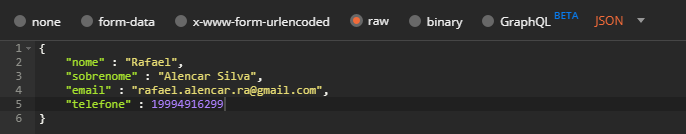 none form-data x-www-form-urlencoded raw binary GraphQL BETA JSON
1 {
2 "nome" : "Rafael",
3 "sobrenome" : "Alencar Silva",
4 "email" : "rafael.alencar.ra@gmail.com",
5 "telefone" : 19994916299
6 }